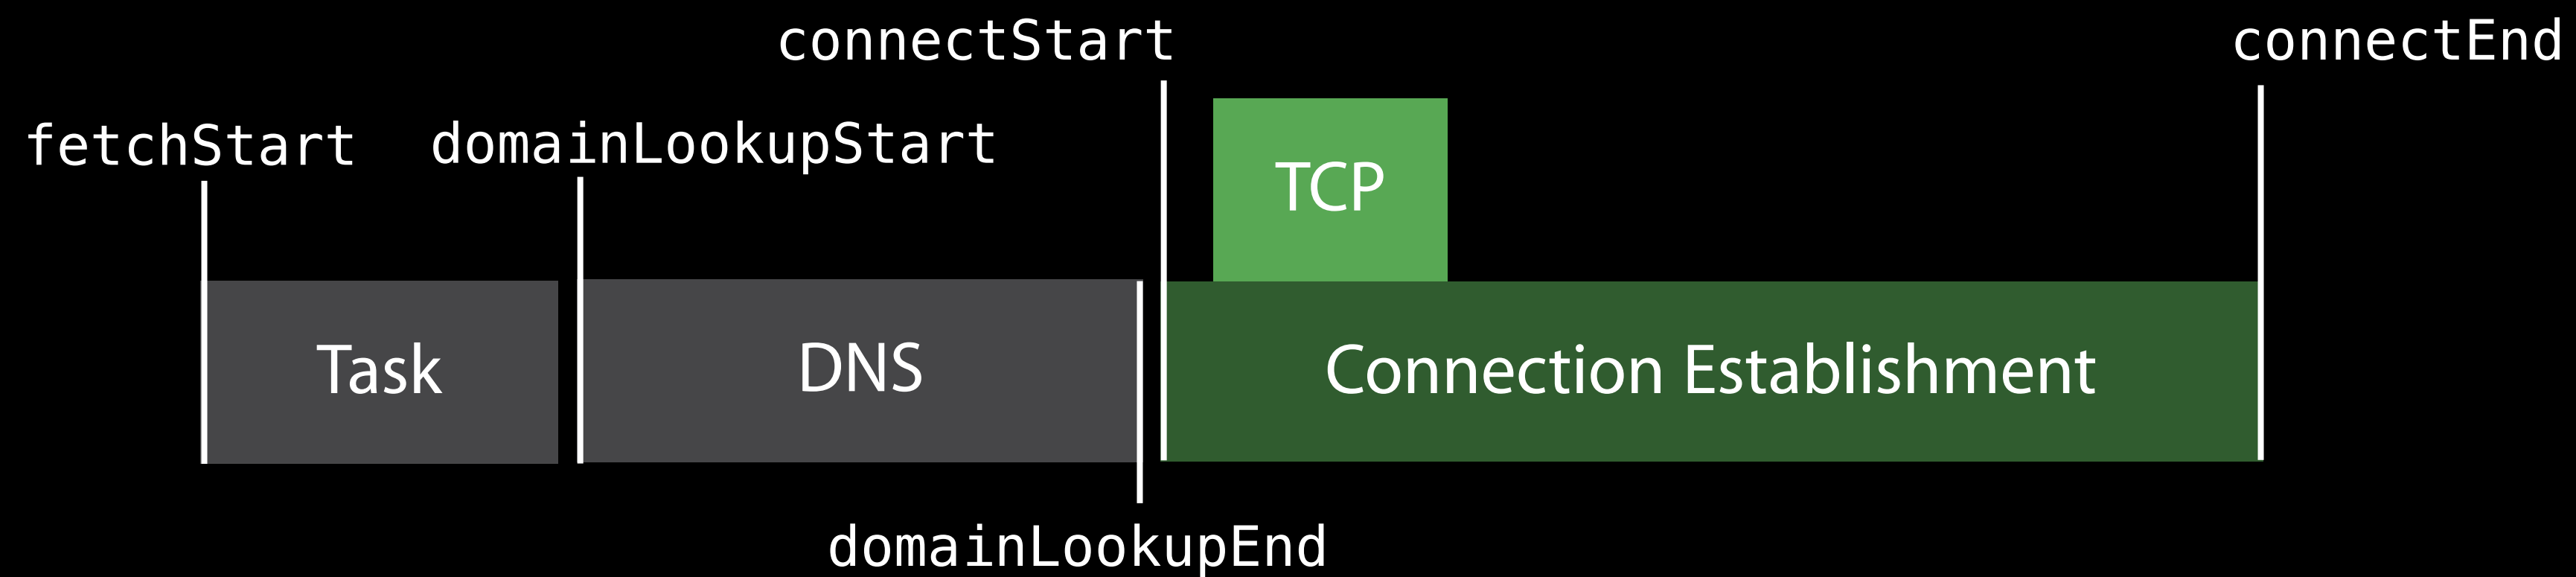 connectStart
connectEnd
fetchStart
domainLookupStart
TCP
Task
DNS
Connection Establishment
domainLookupEnd